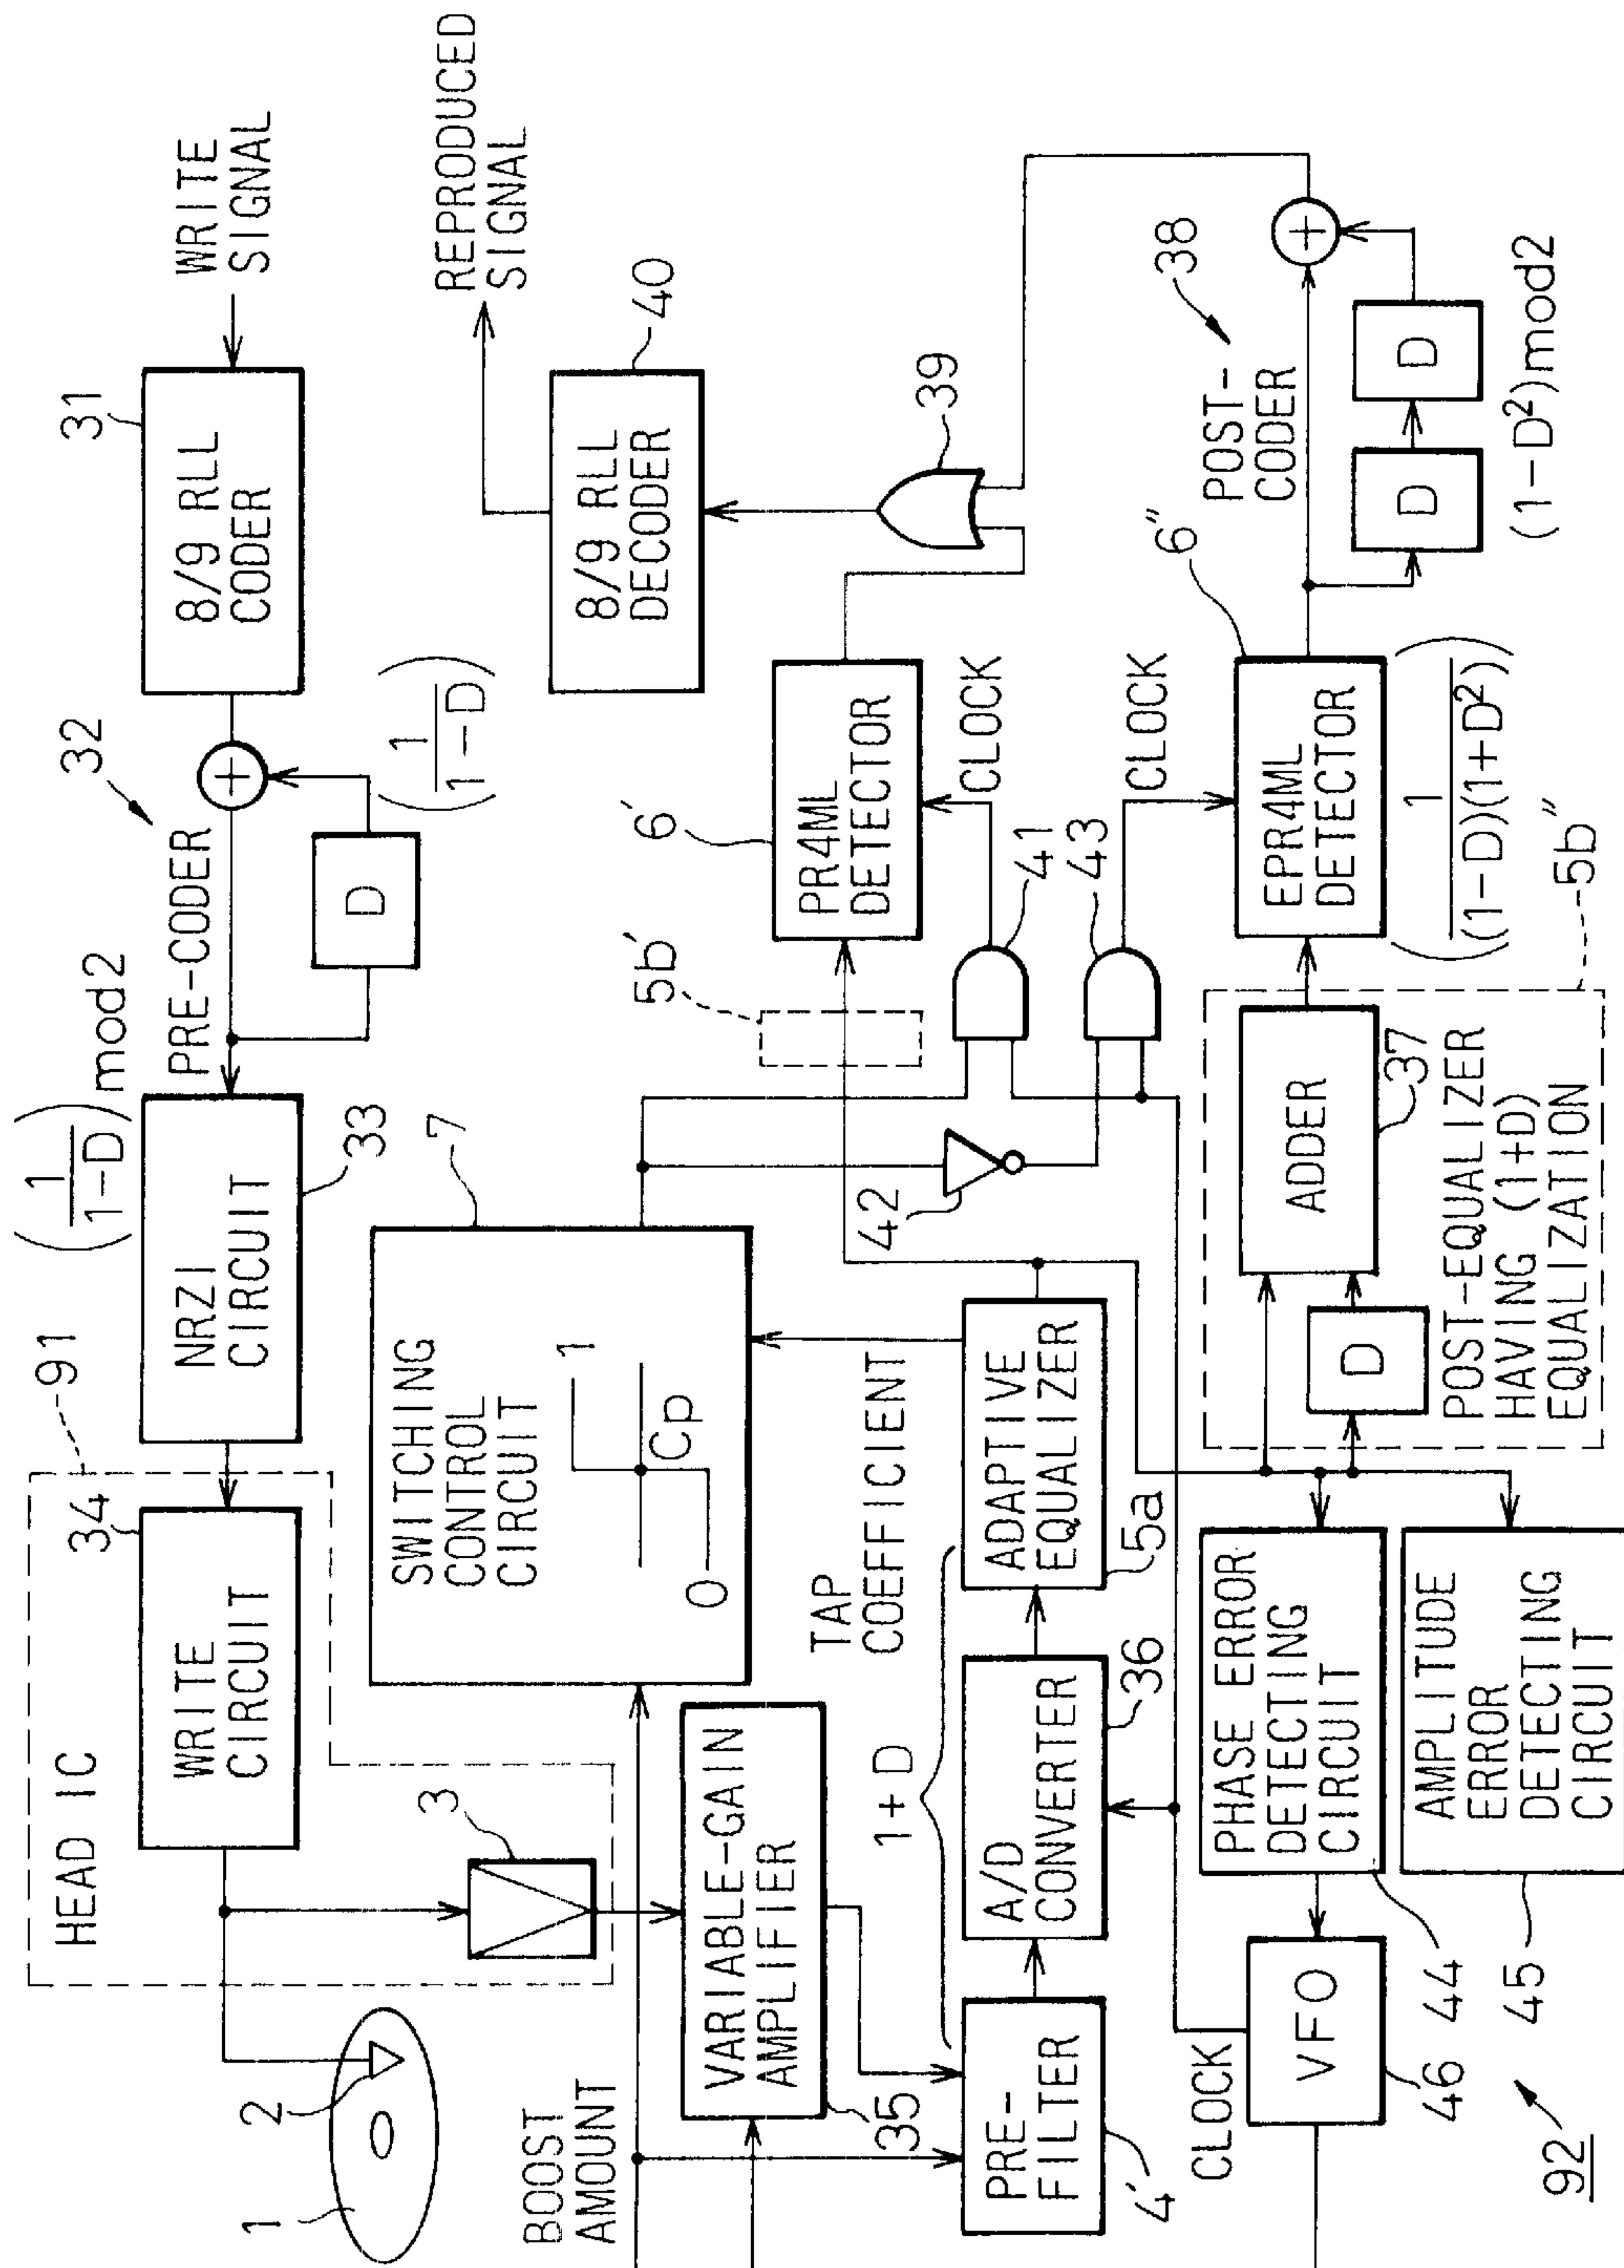 WRITE
SIGNAL
31
8/9 RLL
CODER
32
PRE-CODER
D
(1/(1−D))
(1/(1−D)) mod2
NRZI
CIRCUIT
33
91
HEAD IC
34
WRITE
CIRCUIT
3
2
1
REPRODUCED
SIGNAL
40
8/9 RLL
DECODER
39
7
SWITCHING
CONTROL
CIRCUIT
1
Cp
0
BOOST
AMOUNT
VARIABLE-GAIN
AMPLIFIER
35
PRE-
FILTER
4'
1+D
A/D
CONVERTER
36
TAP
COEFFICIENT
ADAPTIVE
EQUALIZER
5a
5b'
6'
PR4ML
DETECTOR
CLOCK
41
42
43
CLOCK
6"
EPR4ML
DETECTOR
(1/((1−D)(1+D²)))
38
POST-
CODER
D
D
(1−D²)mod2
5b"
ADDER
37
D
POST-EQUALIZER
HAVING (1+D)
EQUALIZATION
PHASE ERROR
DETECTING
CIRCUIT
44
AMPLITUDE
ERROR
DETECTING
CIRCUIT
45
VFO
46
CLOCK
92